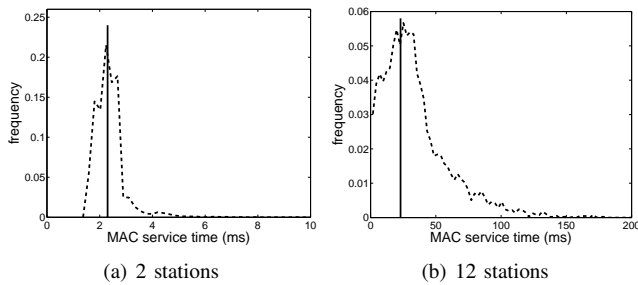 0.25
0.2
0.15
0.1
0.05
0
frequency
0 2 4 6 8 10
MAC service time (ms)
(a) 2 stations
0.06
0.05
0.04
0.03
0.02
0.01
0
frequency
0 50 100 150 200
MAC service time (ms)
(b) 12 stations